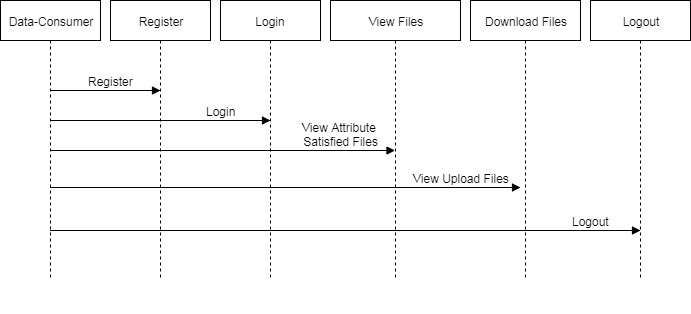 Data-Consumer
Register
Login
View Files
Download Files
Logout
Register
Login
View Attribute
Satisfied Files
View Upload Files
Logout